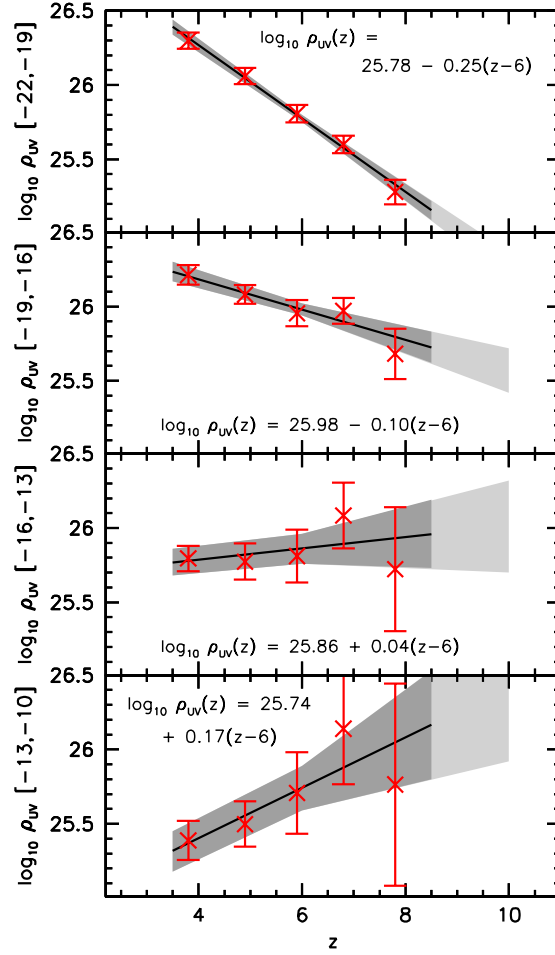 26.5
log₁₀ ρUV(z) =
25.78 − 0.25(z−6)
26
25.5
log₁₀ ρUV [−22,−19]
26.5
26
25.5
log₁₀ ρUV [−19,−16]
log₁₀ ρUV(z) = 25.98 − 0.10(z−6)
26.5
26
25.5
log₁₀ ρUV [−16,−13]
log₁₀ ρUV(z) = 25.86 + 0.04(z−6)
26.5
log₁₀ ρUV(z) = 25.74
+ 0.17(z−6)
26
25.5
log₁₀ ρUV [−13,−10]
4 6 8 10
z